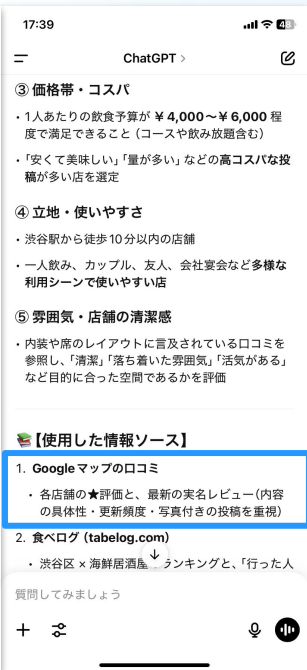 17:39
43
ChatGPT >
③ 価格帯・コスパ
・1人あたりの飲食予算が ¥4,000〜¥6,000 程
度で満足できること（コースや飲み放題含む）
・「安くて美味しい」「量が多い」などの高コスパな投
稿が多い店を選定
④ 立地・使いやすさ
・渋谷駅から徒歩10分以内の店舗
・一人飲み、カップル、友人、会社宴会など多様な
利用シーンで使いやすい店
⑤ 雰囲気・店舗の清潔感
・内装や席のレイアウトに言及されている口コミを
参照し、「清潔」「落ち着いた雰囲気」「活気がある」
など目的に合った空間であるかを評価
📚【使用した情報ソース】
1. Googleマップの口コミ
・各店舗の★評価と、最新の実名レビュー（内容
の具体性・更新頻度・写真付きの投稿を重視）
2. 食べログ（tabelog.com）
・渋谷区 × 海鮮居酒屋 ランキングと、「行った人
質問してみましょう